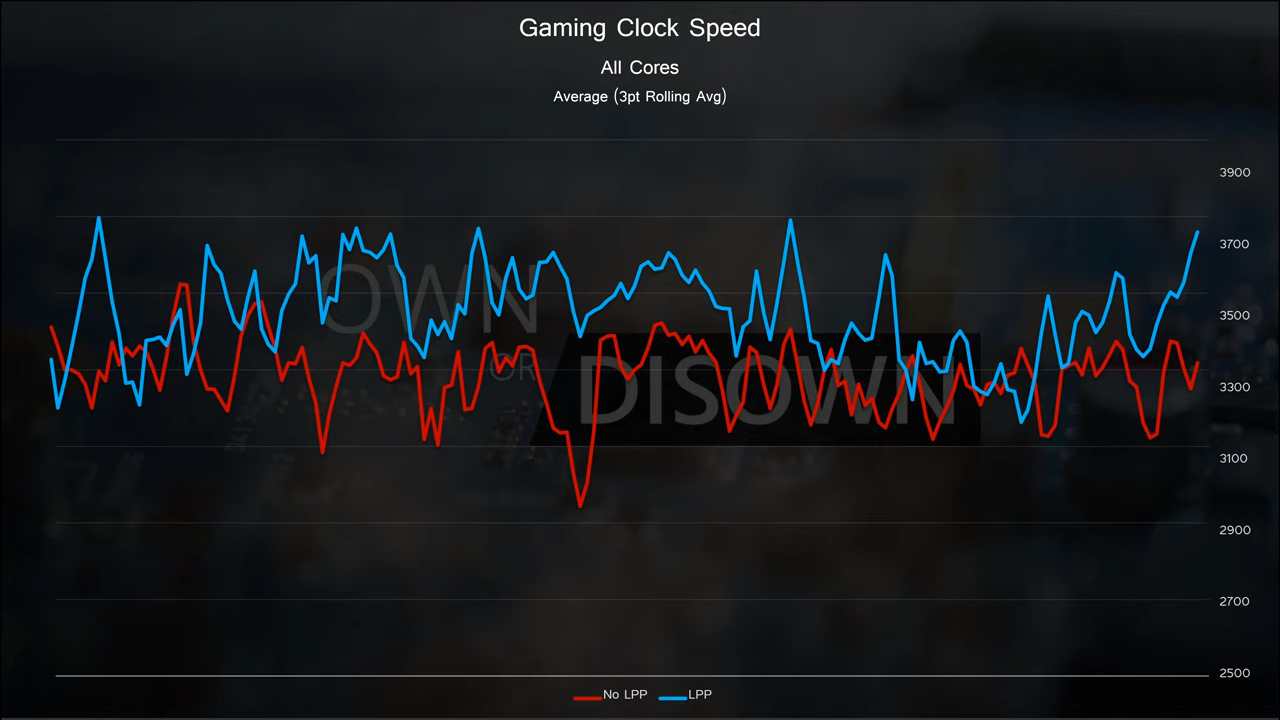 Gaming Clock Speed
All Cores
Average (3pt Rolling Avg)
3900
3700
OWN
3500
OR
DISOWN
3300
3100
2900
2700
2500
No LPP
LPP